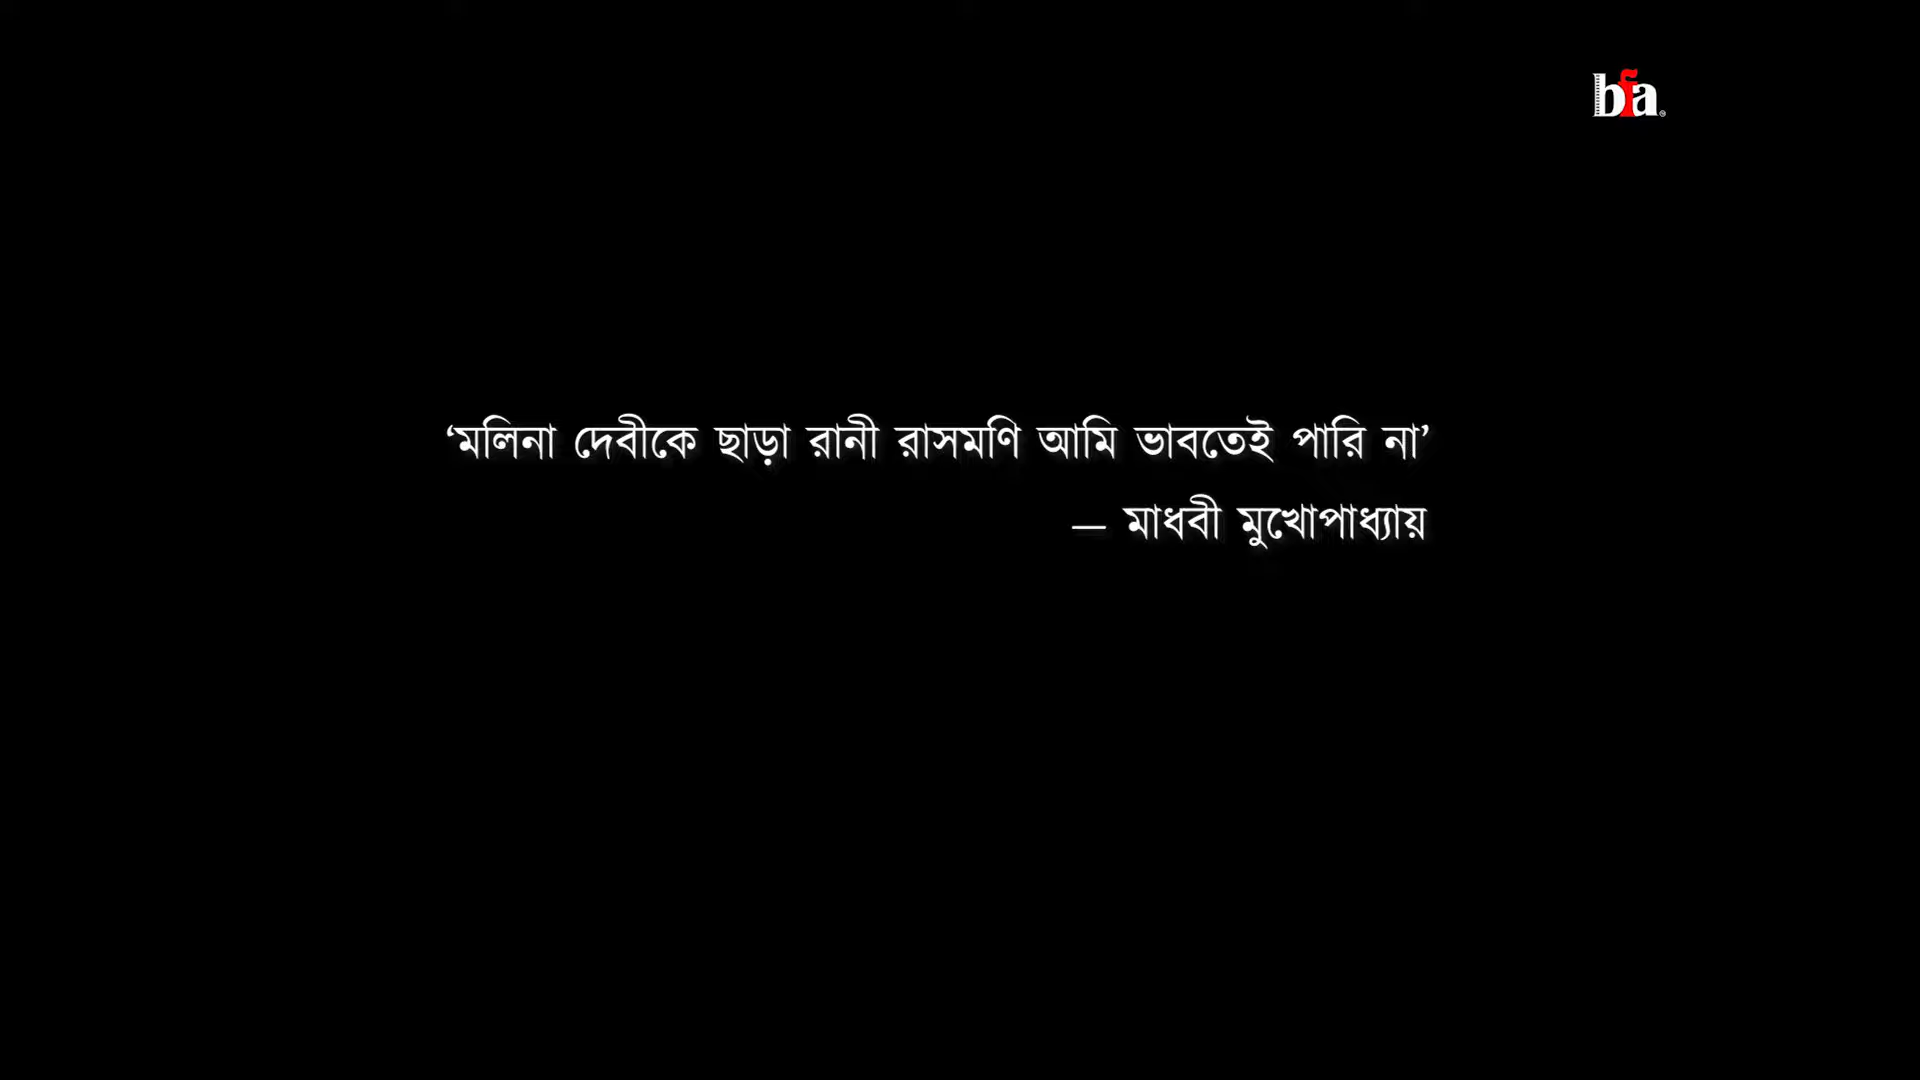 bfa
‘মলিনা দেবীকে ছাড়া রানী রাসমণি আমি ভাবতেই পারি না’
— মাধবী মুখোপাধ্যায়